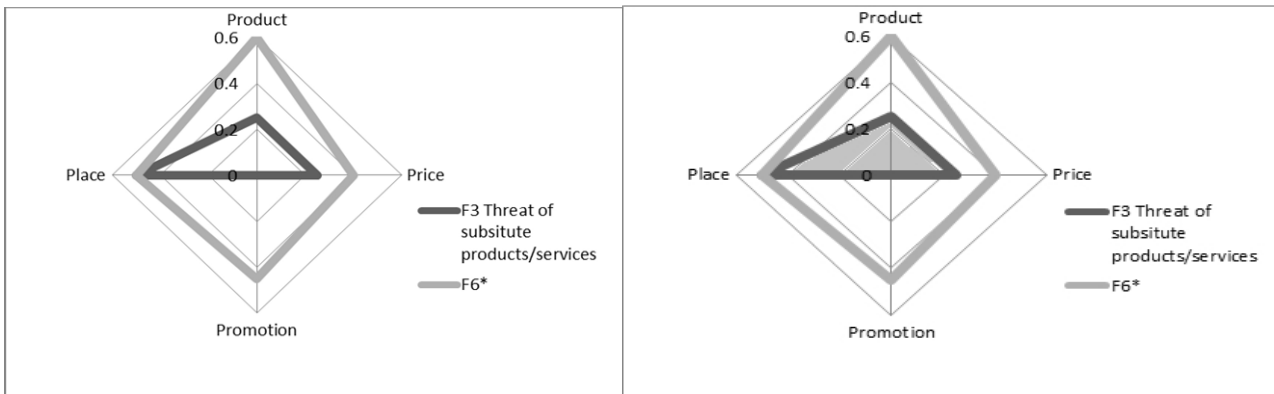 Product
0.6
0.4
0.2
0
Place
Price
Promotion
F3 Threat of
subsitute
products/services
F6*
Product
0.6
0.4
0.2
0
Place
Price
Promotion
F3 Threat of
subsitute
products/services
F6*